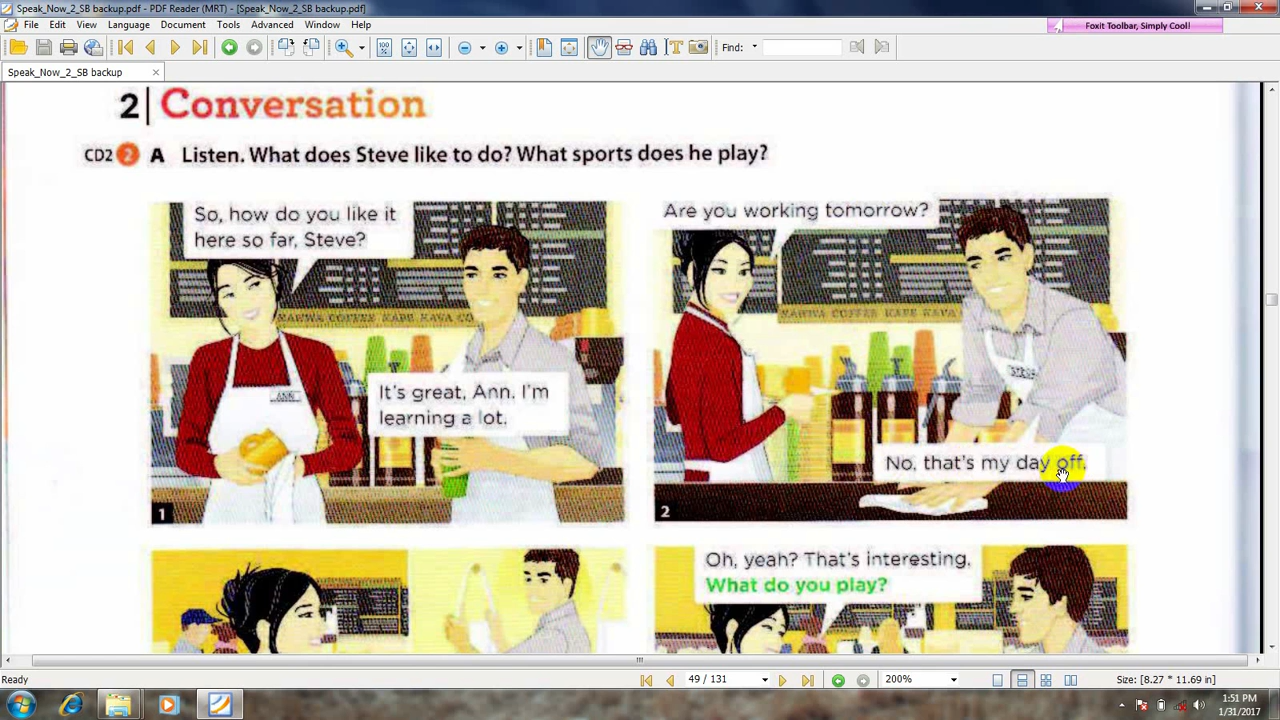 Speak_Now_2_SB backup.pdf - PDF Reader (MRT) - [Speak_Now_2_SB backup.pdf]
File Edit View Language Document Tools Advanced Window Help
Foxit Toolbar, Simply Cool!
Find:
Speak_Now_2_SB backup
2 | Conversation
CD2 2 A Listen. What does Steve like to do? What sports does he play?
So, how do you like it
here so far, Steve?
It's great, Ann. I'm
learning a lot.
ANN
1
Are you working tomorrow?
No, that's my day off.
2
Oh, yeah? That's interesting.
What do you play?
Ready
49 / 131
200%
Size: [8.27 * 11.69 in]
1:51 PM
1/31/2017